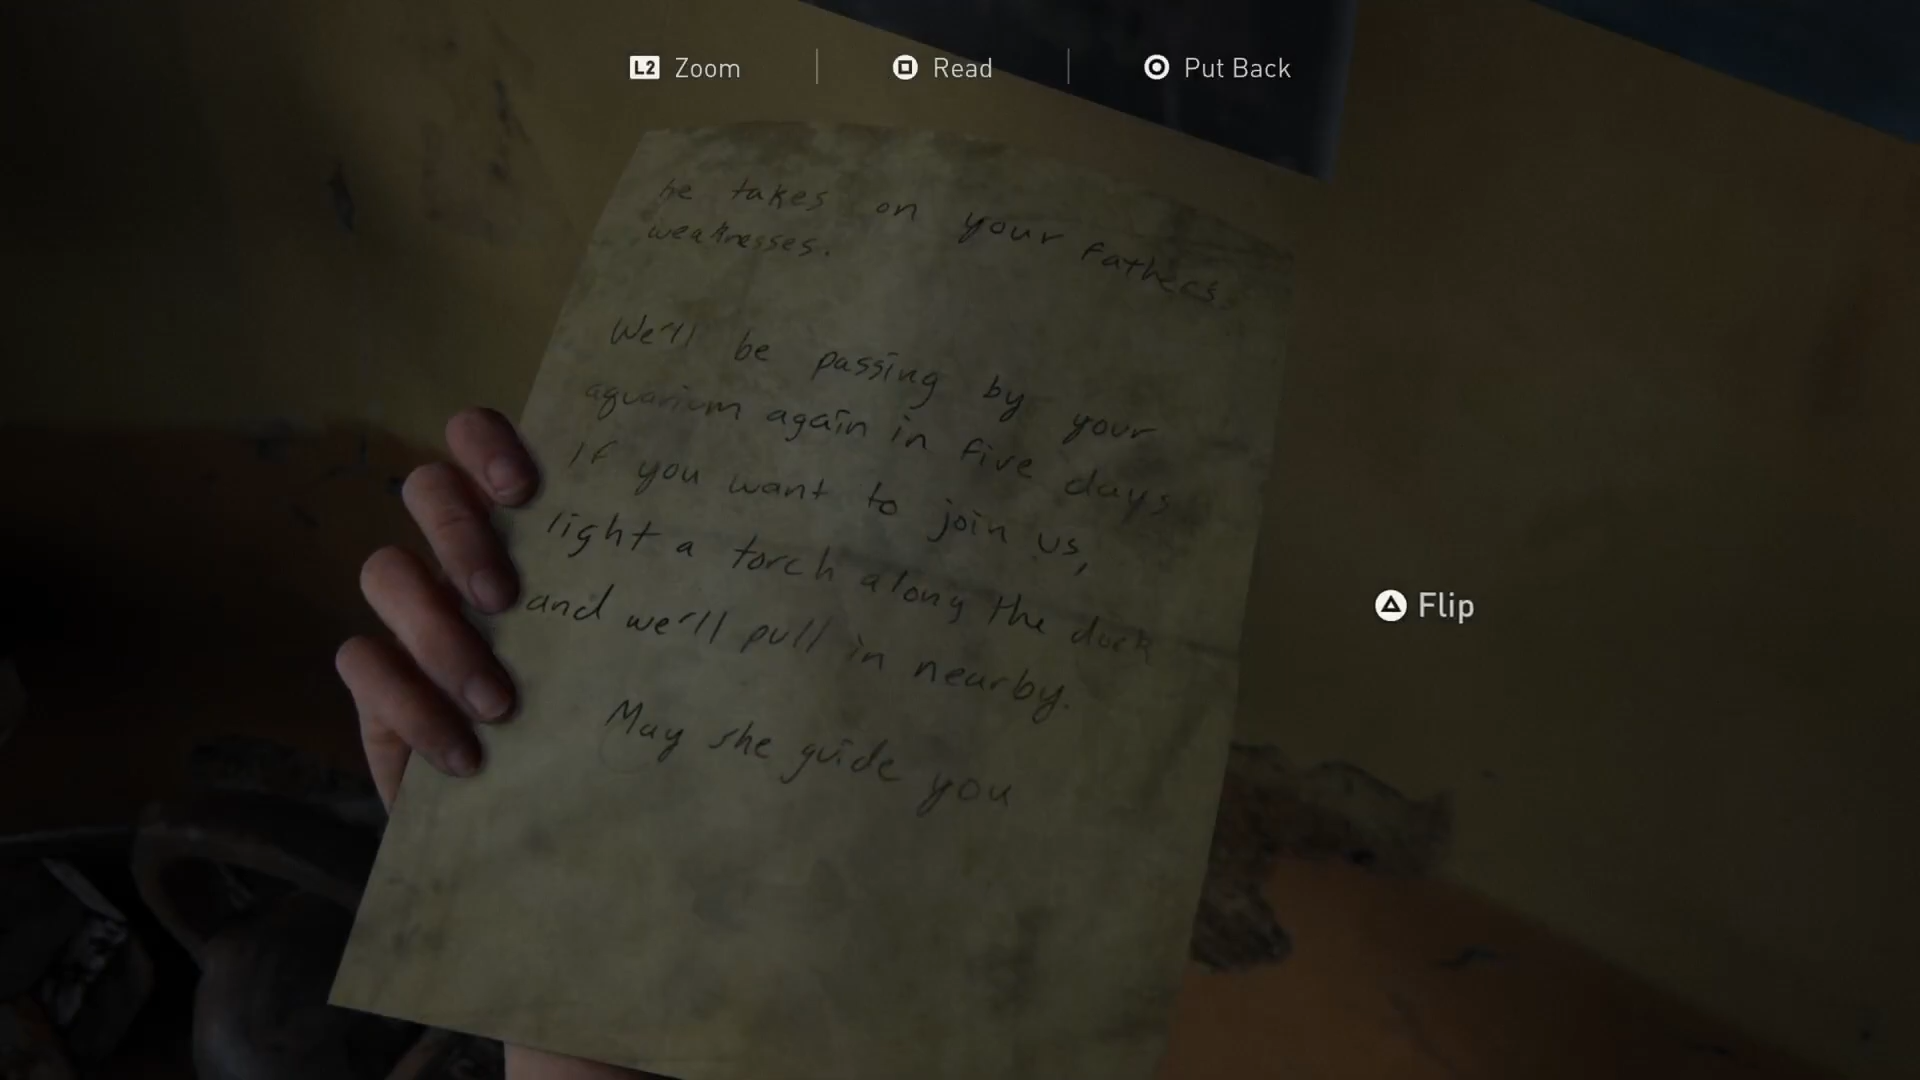 L2 Zoom | Read | Put Back
he takes on your fathers
weaknesses.
We'll be passing by your
aquarium again in five days
If you want to join us,
light a torch along the dock
and we'll pull in nearby.
May she guide you
Flip